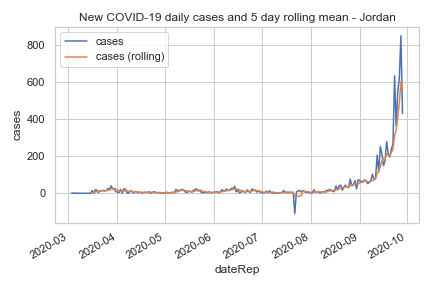 New COVID-19 daily cases and 5 day rolling mean - Jordan
cases
cases (rolling)
800
600
400
200
0
cases
2020-03
2020-04
2020-05
2020-06
2020-07
2020-08
2020-09
2020-10
dateRep